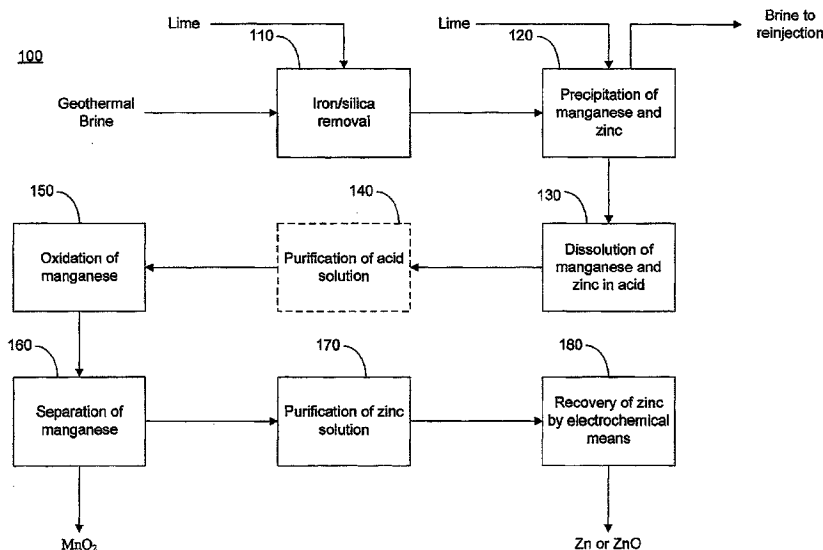 100
Lime
110
Lime
120
Brine to
reinjection
Geothermal
Brine
Iron/silica
removal
Precipitation of
manganese and
zinc
150
140
130
Oxidation of
manganese
Purification of acid
solution
Dissolution of
manganese and
zinc in acid
160
170
180
Separation of
manganese
Purification of zinc
solution
Recovery of zinc
by electrochemical
means
MnO₂
Zn or ZnO